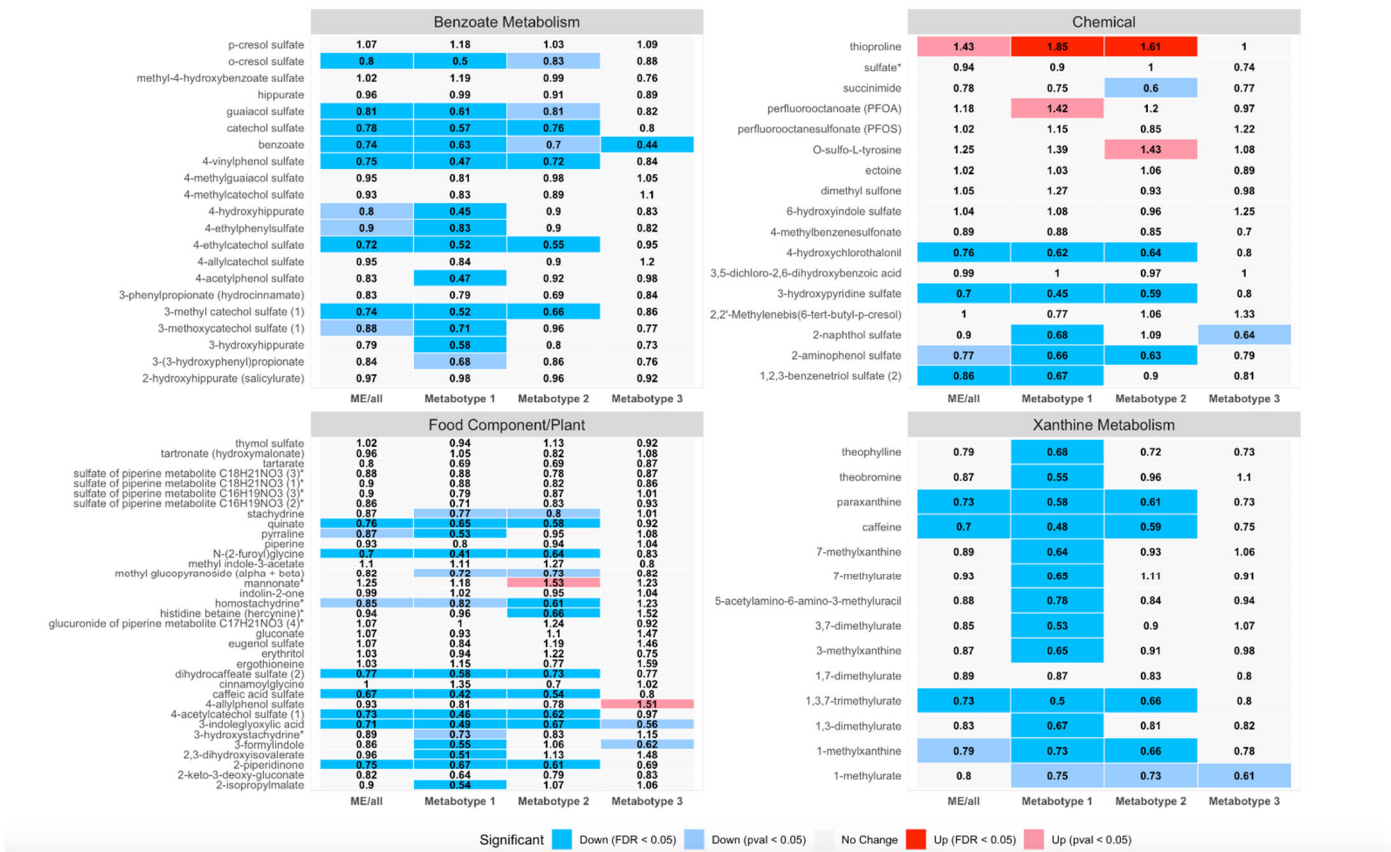 Benzoate Metabolism
p-cresol sulfate 1.07 1.18 1.03 1.09
o-cresol sulfate 0.8 0.5 0.83 0.88
methyl-4-hydroxybenzoate sulfate 1.02 1.19 0.99 0.76
hippurate 0.96 0.99 0.91 0.89
guaiacol sulfate 0.81 0.61 0.81 0.82
catechol sulfate 0.78 0.57 0.76 0.8
benzoate 0.74 0.63 0.7 0.44
4-vinylphenol sulfate 0.75 0.47 0.72 0.84
4-methylguaiacol sulfate 0.95 0.81 0.98 1.05
4-methylcatechol sulfate 0.93 0.83 0.89 1.1
4-hydroxyhippurate 0.8 0.45 0.9 0.83
4-ethylphenylsulfate 0.9 0.83 0.9 0.82
4-ethylcatechol sulfate 0.72 0.52 0.55 0.95
4-allylcatechol sulfate 0.95 0.84 0.9 1.2
4-acetylphenol sulfate 0.83 0.47 0.92 0.98
3-phenylpropionate (hydrocinnamate) 0.83 0.79 0.69 0.84
3-methyl catechol sulfate (1) 0.74 0.52 0.66 0.86
3-methoxycatechol sulfate (1) 0.88 0.71 0.96 0.77
3-hydroxyhippurate 0.79 0.58 0.8 0.73
3-(3-hydroxyphenyl)propionate 0.84 0.68 0.86 0.76
2-hydroxyhippurate (salicylurate) 0.97 0.98 0.96 0.92
ME/all Metabotype 1 Metabotype 2 Metabotype 3
Chemical
thioproline 1.43 1.85 1.61 1
sulfate* 0.94 0.9 1 0.74
succinimide 0.78 0.75 0.6 0.77
perfluorooctanoate (PFOA) 1.18 1.42 1.2 0.97
perfluorooctanesulfonate (PFOS) 1.02 1.15 0.85 1.22
O-sulfo-L-tyrosine 1.25 1.39 1.43 1.08
ectoine 1.02 1.03 1.06 0.89
dimethyl sulfone 1.05 1.27 0.93 0.98
6-hydroxyindole sulfate 1.04 1.08 0.96 1.25
4-methylbenzenesulfonate 0.89 0.88 0.85 0.7
4-hydroxychlorothalonil 0.76 0.62 0.64 0.8
3,5-dichloro-2,6-dihydroxybenzoic acid 0.99 1 0.97 1
3-hydroxypyridine sulfate 0.7 0.45 0.59 0.8
2,2'-Methylenebis(6-tert-butyl-p-cresol) 1 0.77 1.06 1.33
2-naphthol sulfate 0.9 0.68 1.09 0.64
2-aminophenol sulfate 0.77 0.66 0.63 0.79
1,2,3-benzenetriol sulfate (2) 0.86 0.67 0.9 0.81
ME/all Metabotype 1 Metabotype 2 Metabotype 3
Food Component/Plant
thymol sulfate 1.02 0.94 1.13 0.92
tartronate (hydroxymalonate) 0.96 1.05 0.82 1.08
tartarate 0.8 0.69 0.69 0.87
sulfate of piperine metabolite C18H21NO3 (3)* 0.88 0.88 0.78 0.87
sulfate of piperine metabolite C18H21NO3 (1)* 0.9 0.88 0.82 0.86
sulfate of piperine metabolite C16H19NO3 (3)* 0.9 0.79 0.87 1.01
sulfate of piperine metabolite C16H19NO3 (2)* 0.86 0.71 0.83 0.93
stachydrine 0.87 0.77 0.8 1.01
quinate 0.76 0.65 0.58 0.92
pyrraline 0.87 0.53 0.95 1.08
piperine 0.93 0.8 0.94 1.04
N-(2-furoyl)glycine 0.7 0.41 0.64 0.83
methyl indole-3-acetate 1.1 1.11 1.27 0.8
methyl glucopyranoside (alpha + beta) 0.82 0.72 0.73 0.82
mannonate* 1.25 1.18 1.53 1.23
indolin-2-one 0.99 1.02 0.95 1.04
homostachydrine* 0.85 0.82 0.61 1.23
histidine betaine (hercynine)* 0.94 0.96 0.66 1.52
glucuronide of piperine metabolite C17H21NO3 (4)* 1.07 1 1.24 0.92
gluconate 1.07 0.93 1.1 1.47
eugenol sulfate 1.07 0.84 1.19 1.46
erythritol 1.03 0.94 1.22 0.75
ergothioneine 1.03 1.15 0.77 1.59
dihydrocaffeate sulfate (2) 0.77 0.58 0.73 0.77
cinnamoylglycine 1 1.35 0.7 1.02
caffeic acid sulfate 0.67 0.42 0.54 0.8
4-allylphenol sulfate 0.93 0.81 0.78 1.51
4-acetylcatechol sulfate (1) 0.73 0.46 0.62 0.97
3-indoleglyoxylic acid 0.71 0.49 0.67 0.56
3-hydroxystachydrine* 0.89 0.73 0.83 1.15
3-formylindole 0.86 0.55 1.06 0.62
2,3-dihydroxyisovalerate 0.96 0.51 1.13 1.48
2-piperidinone 0.75 0.67 0.61 0.69
2-keto-3-deoxy-gluconate 0.82 0.64 0.79 0.83
2-isopropylmalate 0.9 0.54 1.07 1.06
ME/all Metabotype 1 Metabotype 2 Metabotype 3
Xanthine Metabolism
theophylline 0.79 0.68 0.72 0.73
theobromine 0.87 0.55 0.96 1.1
paraxanthine 0.73 0.58 0.61 0.73
caffeine 0.7 0.48 0.59 0.75
7-methylxanthine 0.89 0.64 0.93 1.06
7-methylurate 0.93 0.65 1.11 0.91
5-acetylamino-6-amino-3-methyluracil 0.88 0.78 0.84 0.94
3,7-dimethylurate 0.85 0.53 0.9 1.07
3-methylxanthine 0.87 0.65 0.91 0.98
1,7-dimethylurate 0.89 0.87 0.83 0.8
1,3,7-trimethylurate 0.73 0.5 0.66 0.8
1,3-dimethylurate 0.83 0.67 0.81 0.82
1-methylxanthine 0.79 0.73 0.66 0.78
1-methylurate 0.8 0.75 0.73 0.61
ME/all Metabotype 1 Metabotype 2 Metabotype 3
Significant Down (FDR < 0.05) Down (pval < 0.05) No Change Up (FDR < 0.05) Up (pval < 0.05)